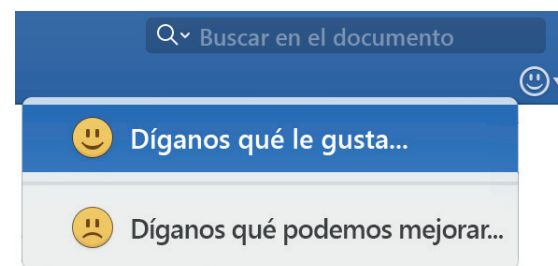 Buscar en el documento
Díganos qué le gusta...
Díganos qué podemos mejorar...